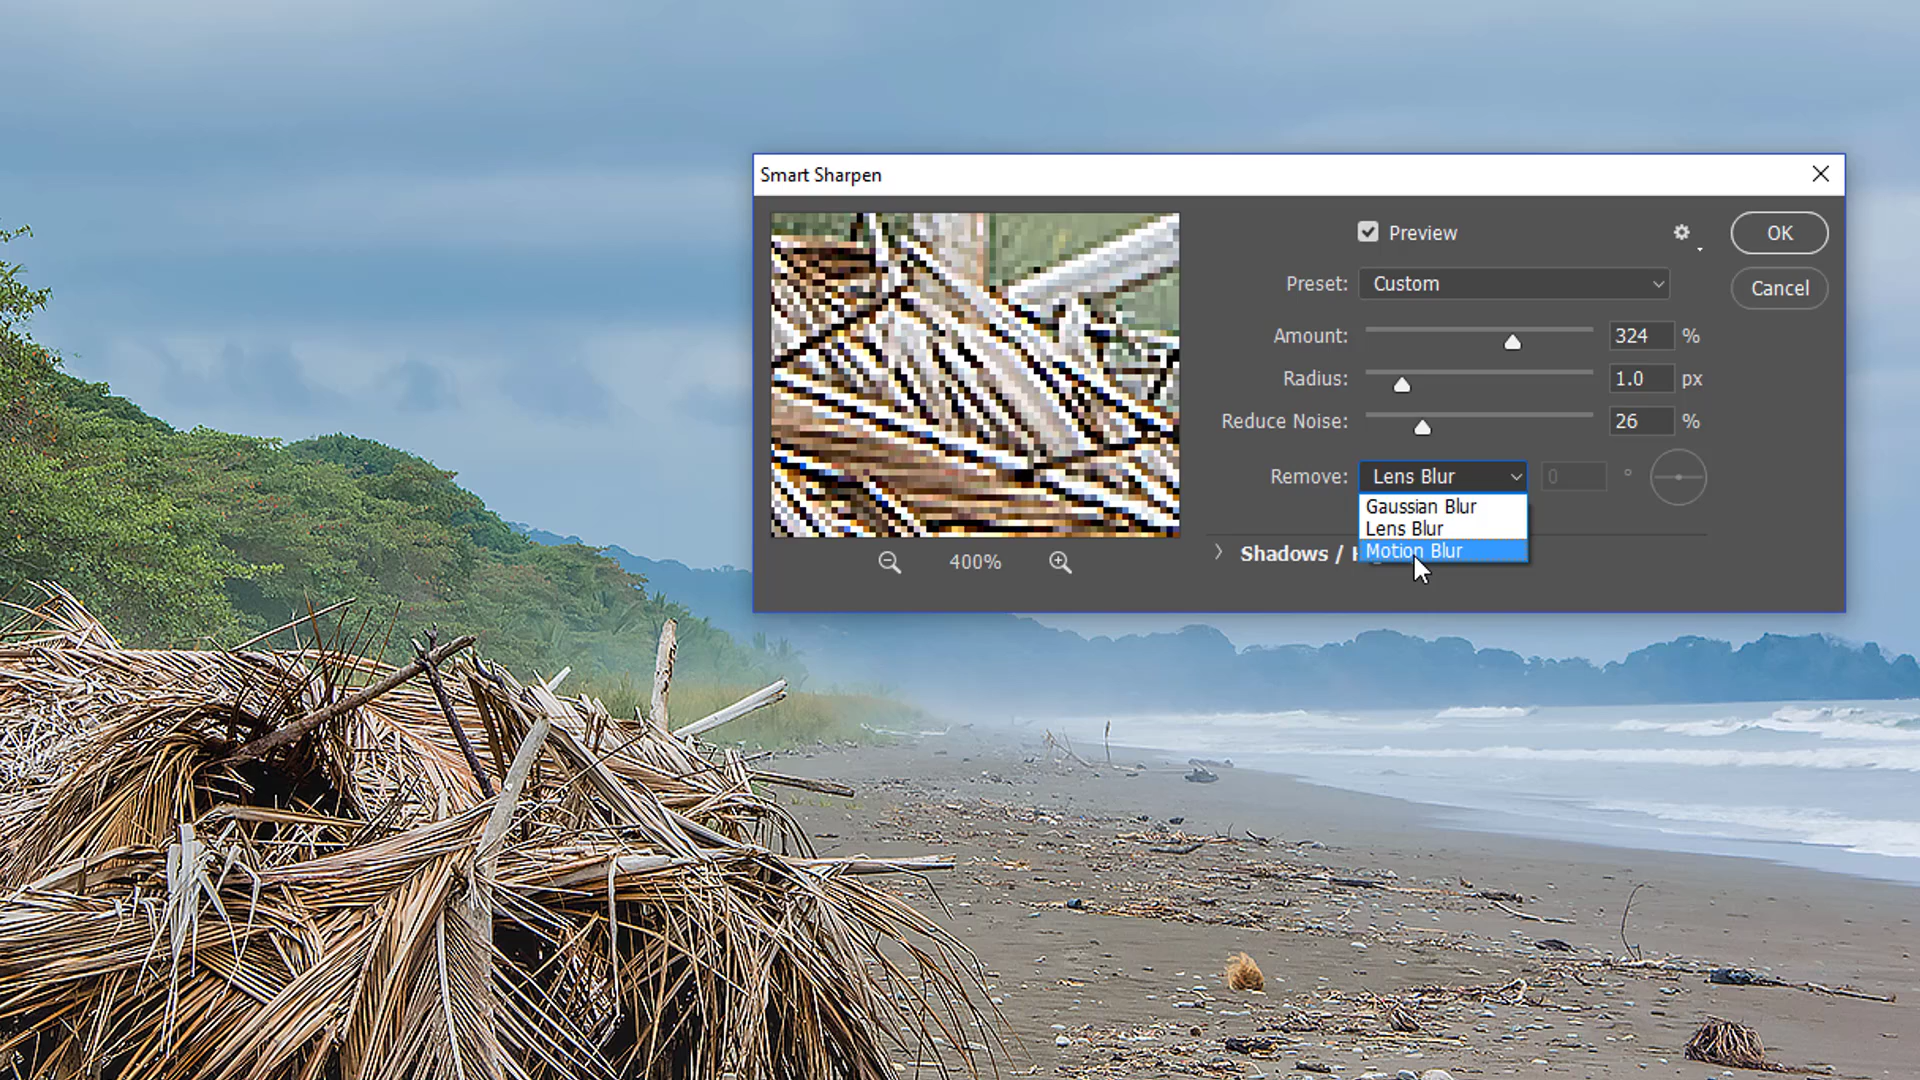 Smart Sharpen
Preview
OK
Preset: Custom
Cancel
Amount: 324 %
Radius: 1.0 px
Reduce Noise: 26 %
Remove: Lens Blur 0 °
Gaussian Blur
Lens Blur
Motion Blur
Shadows /
400%